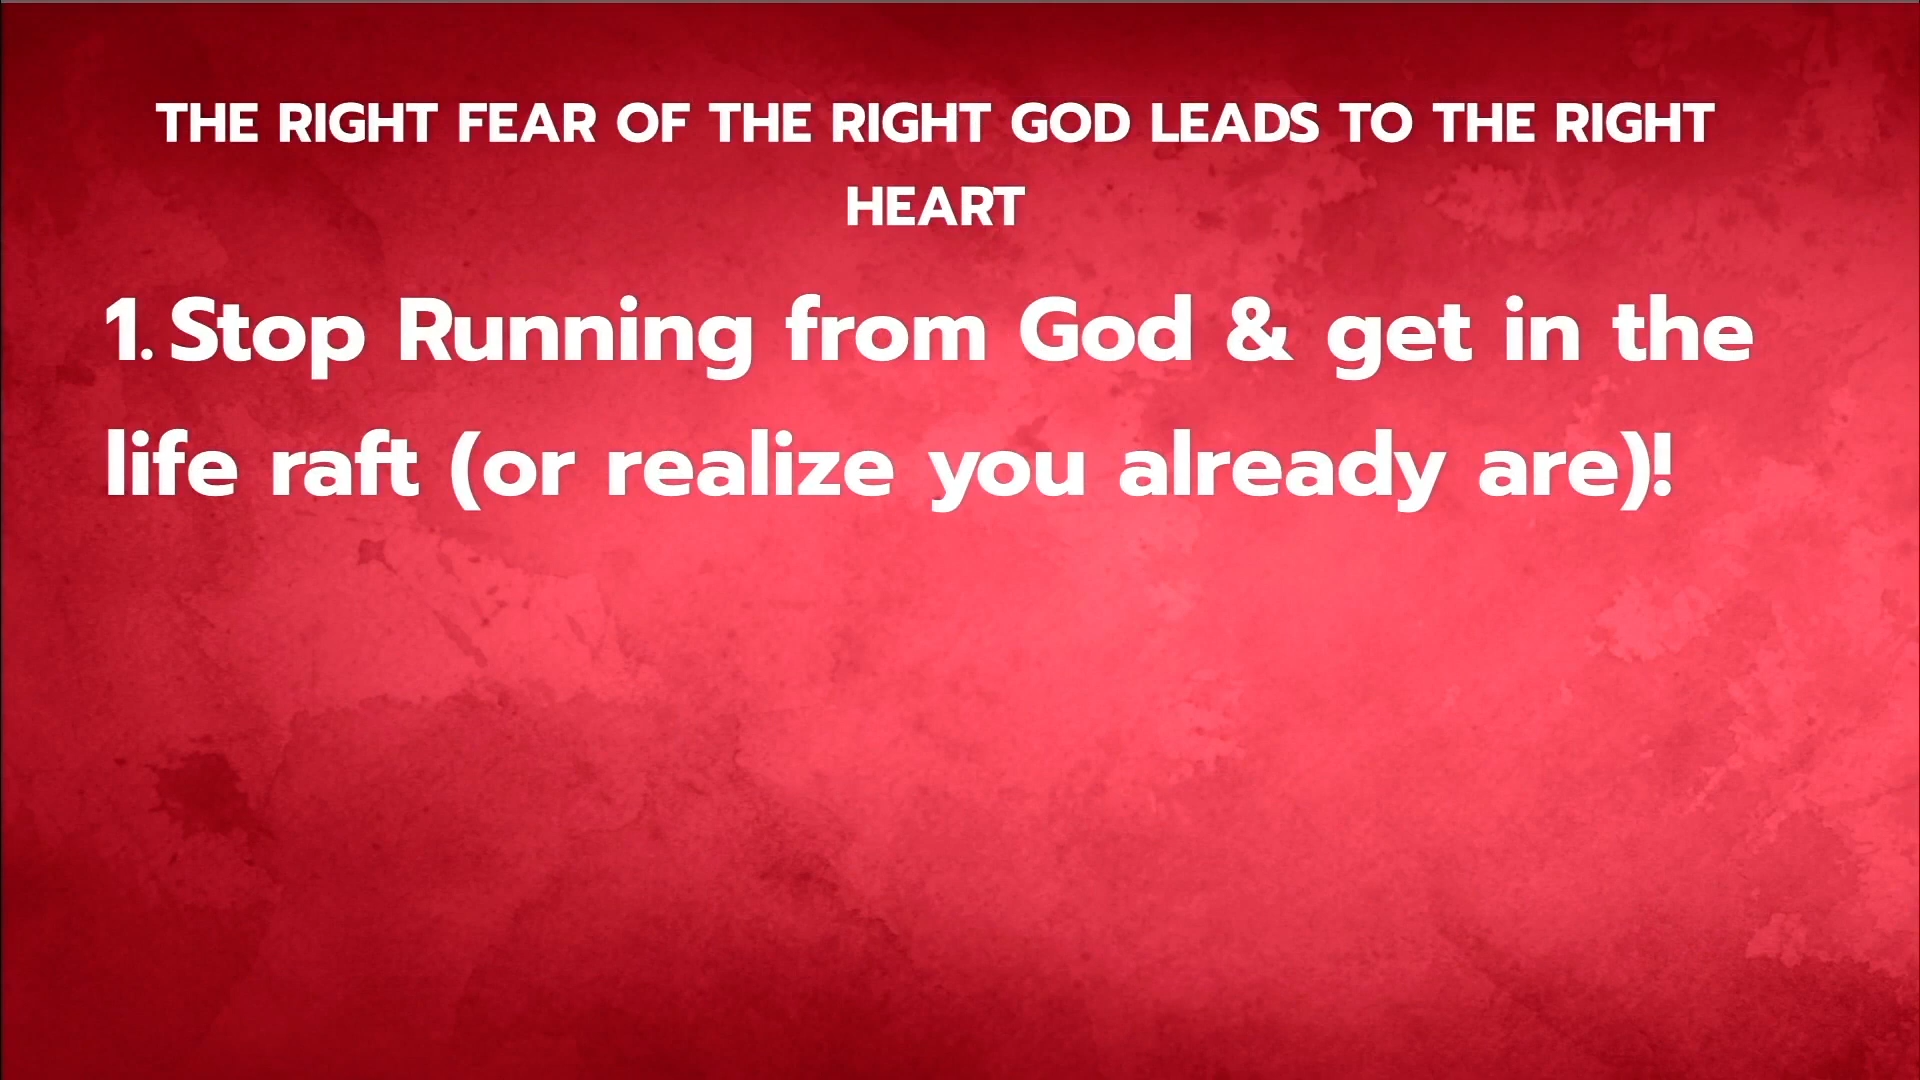 THE RIGHT FEAR OF THE RIGHT GOD LEADS TO THE RIGHT
HEART
1. Stop Running from God & get in the
life raft (or realize you already are)!